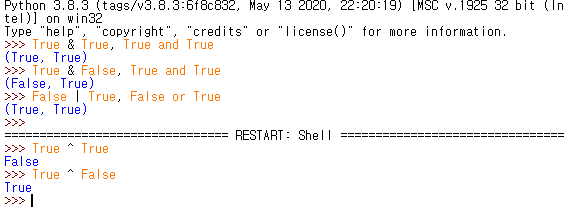 Python 3.8.3 (tags/v3.8.3:6f8c832, May 13 2020, 22:20:19) [MSC v.1925 32 bit (In
tel)] on win32
Type "help", "copyright", "credits" or "license()" for more information.
>>> True & True, True and True
(True, True)
>>> True & False, True and True
(False, True)
>>> False | True, False or True
(True, True)
>>>
================================ RESTART: Shell ================================
>>> True ^ True
False
>>> True ^ False
True
>>>